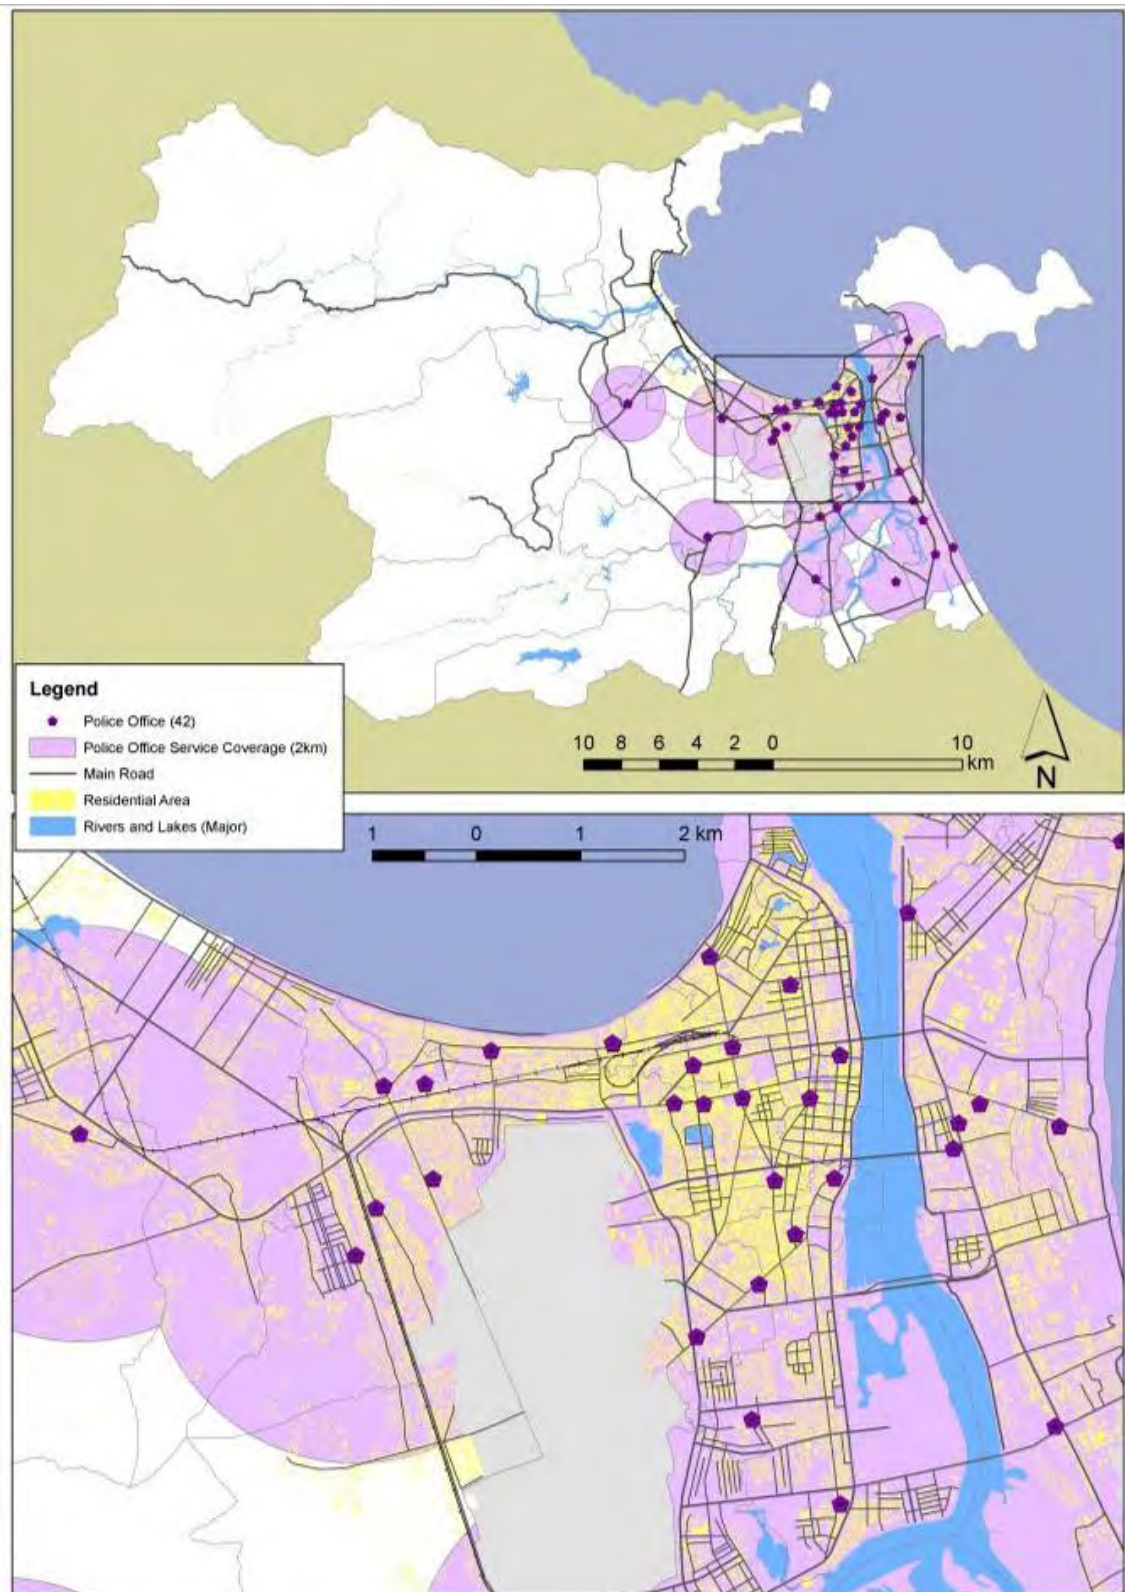 Legend
Police Office (42)
Police Office Service Coverage (2km)
Main Road
Residential Area
Rivers and Lakes (Major)
10 8 6 4 2 0 10
km
N
1 0 1 2 km